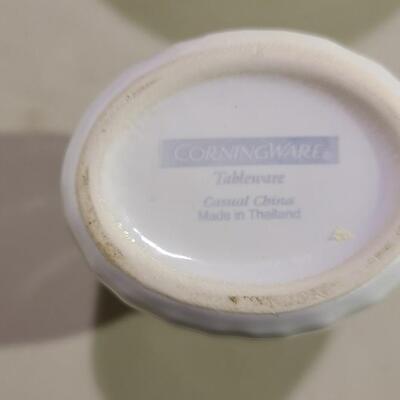 CORNINGWARE®
Tableware
Casual China
Made in Thailand